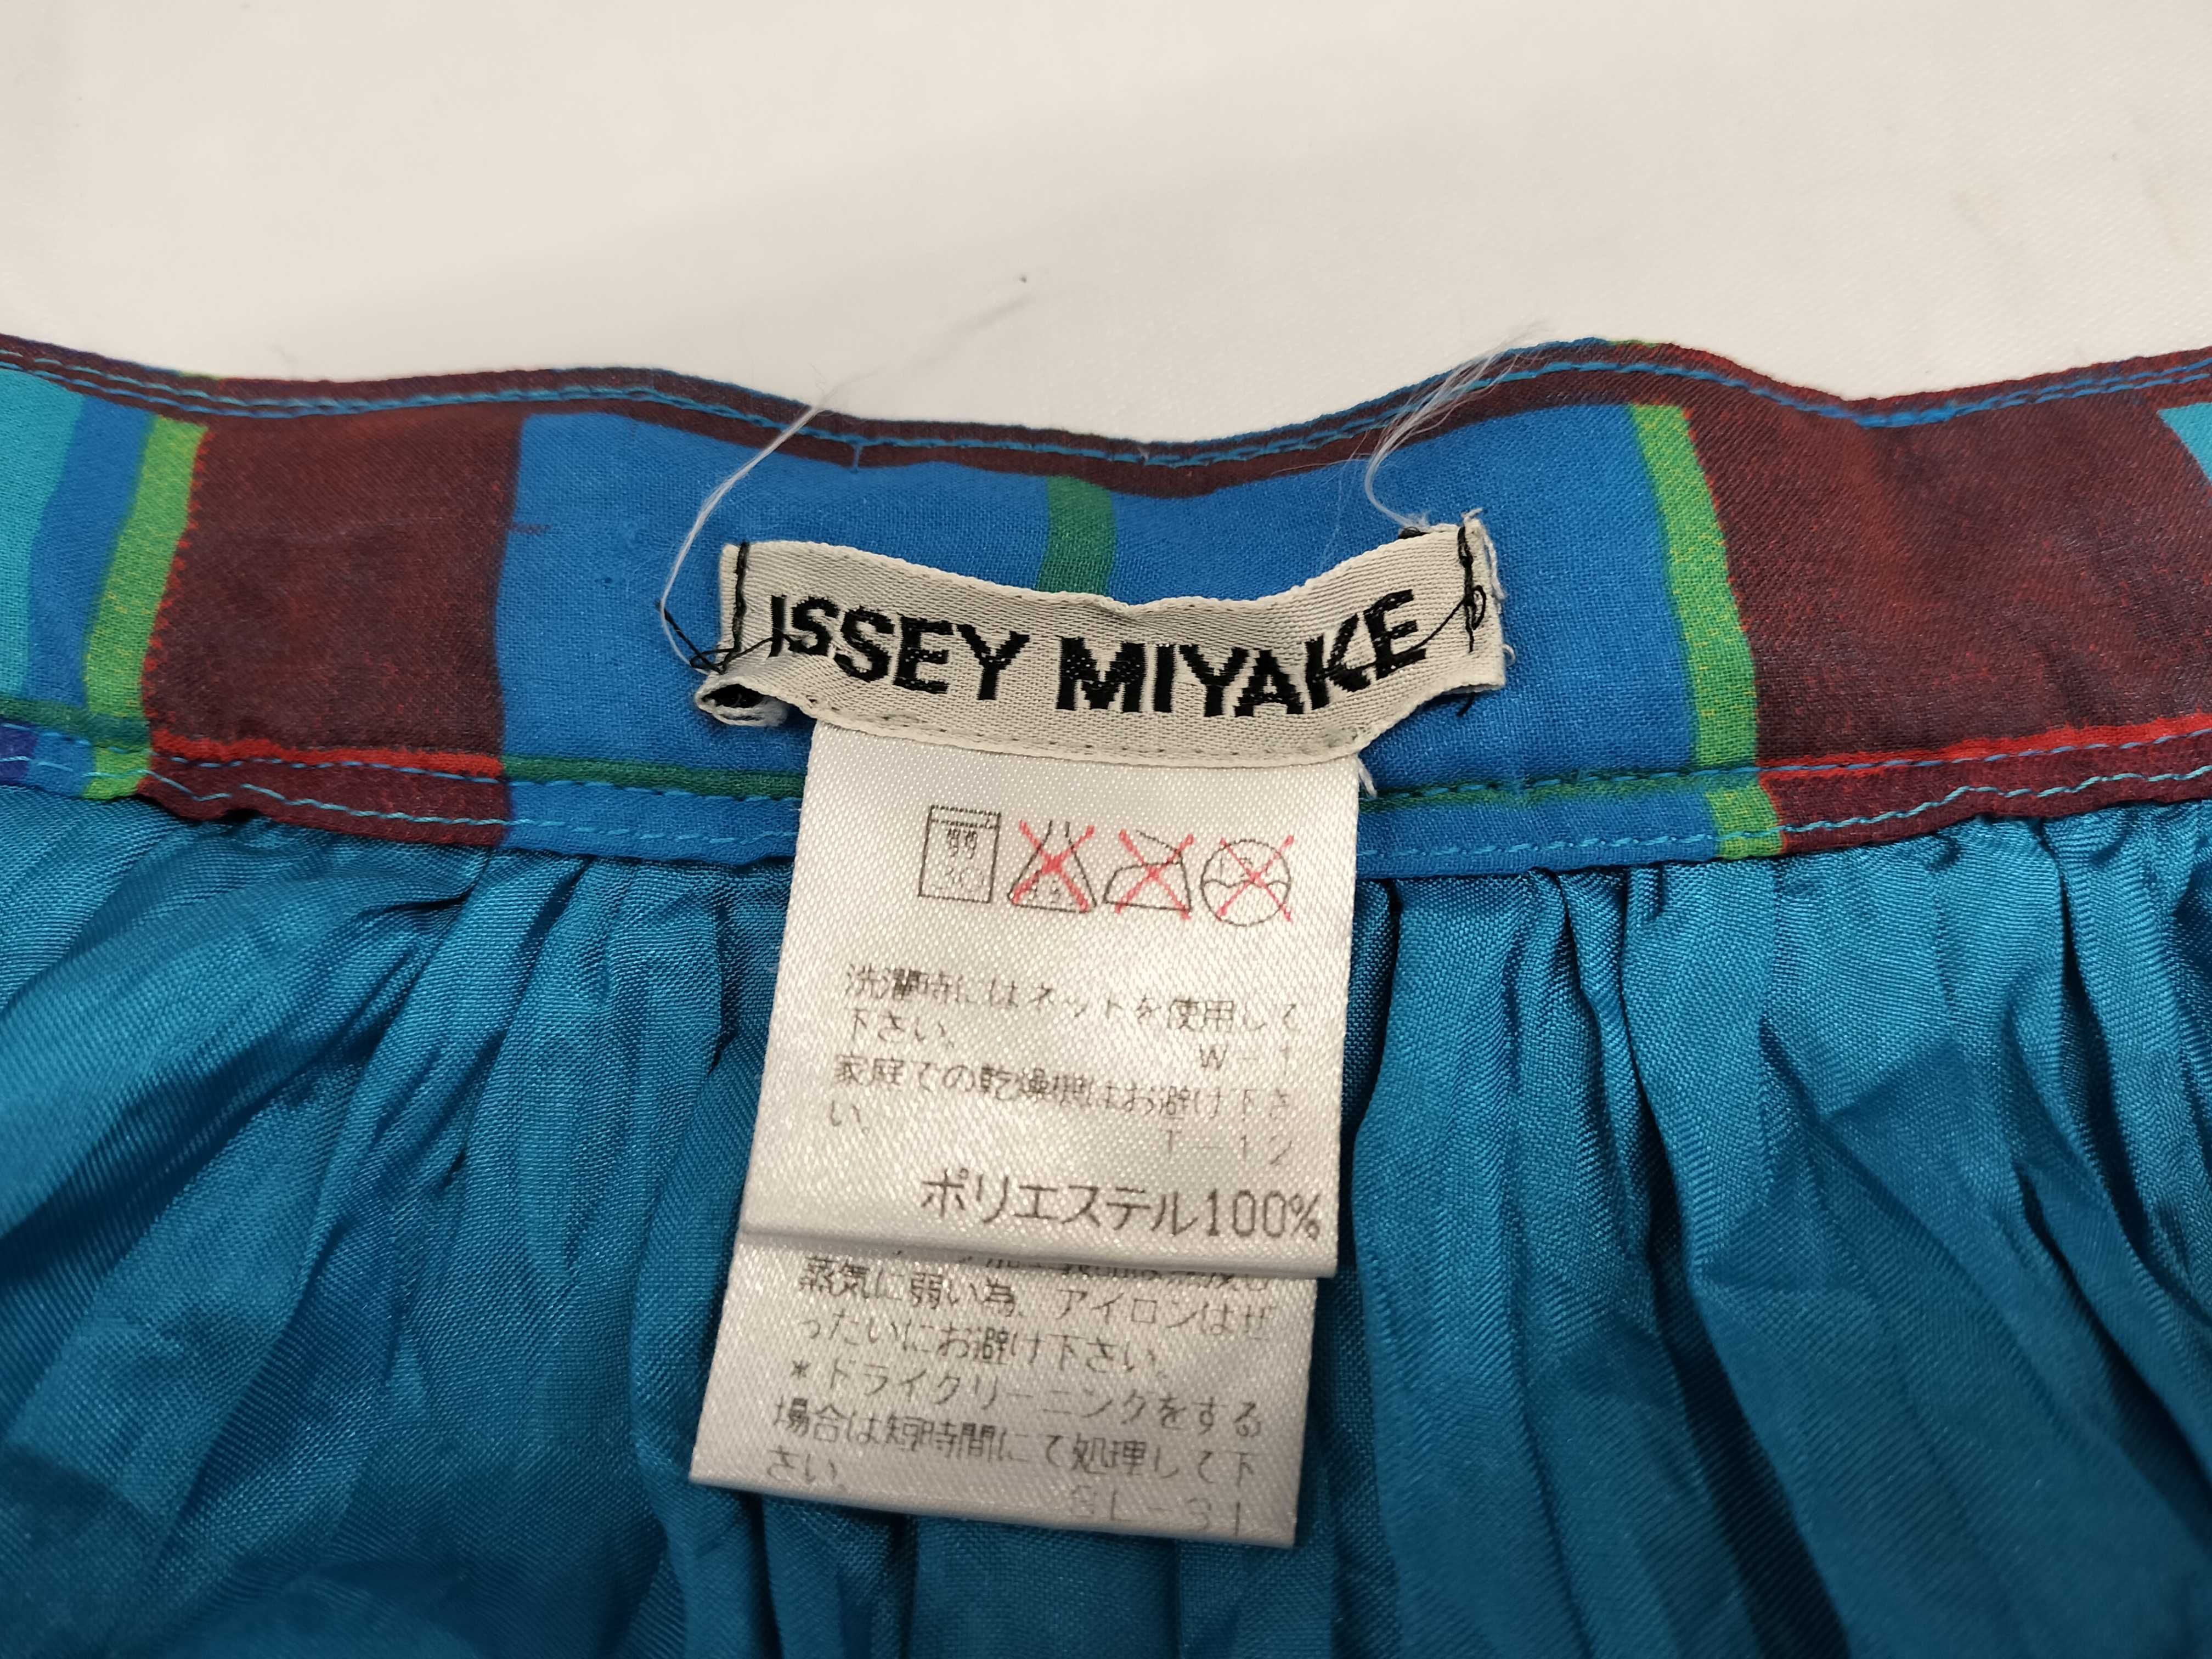 ISSEY MIYAKE
洗濯時にはネットを使用して
下さい。
W-1
家庭での乾燥機はお避け下さ
い。
T-12
ポリエステル100%
蒸気に弱い為、アイロンはぜ
ったいにお避け下さい。
*ドライクリーニングをする
場合は短時間にて処理して下
さい。
SL-31